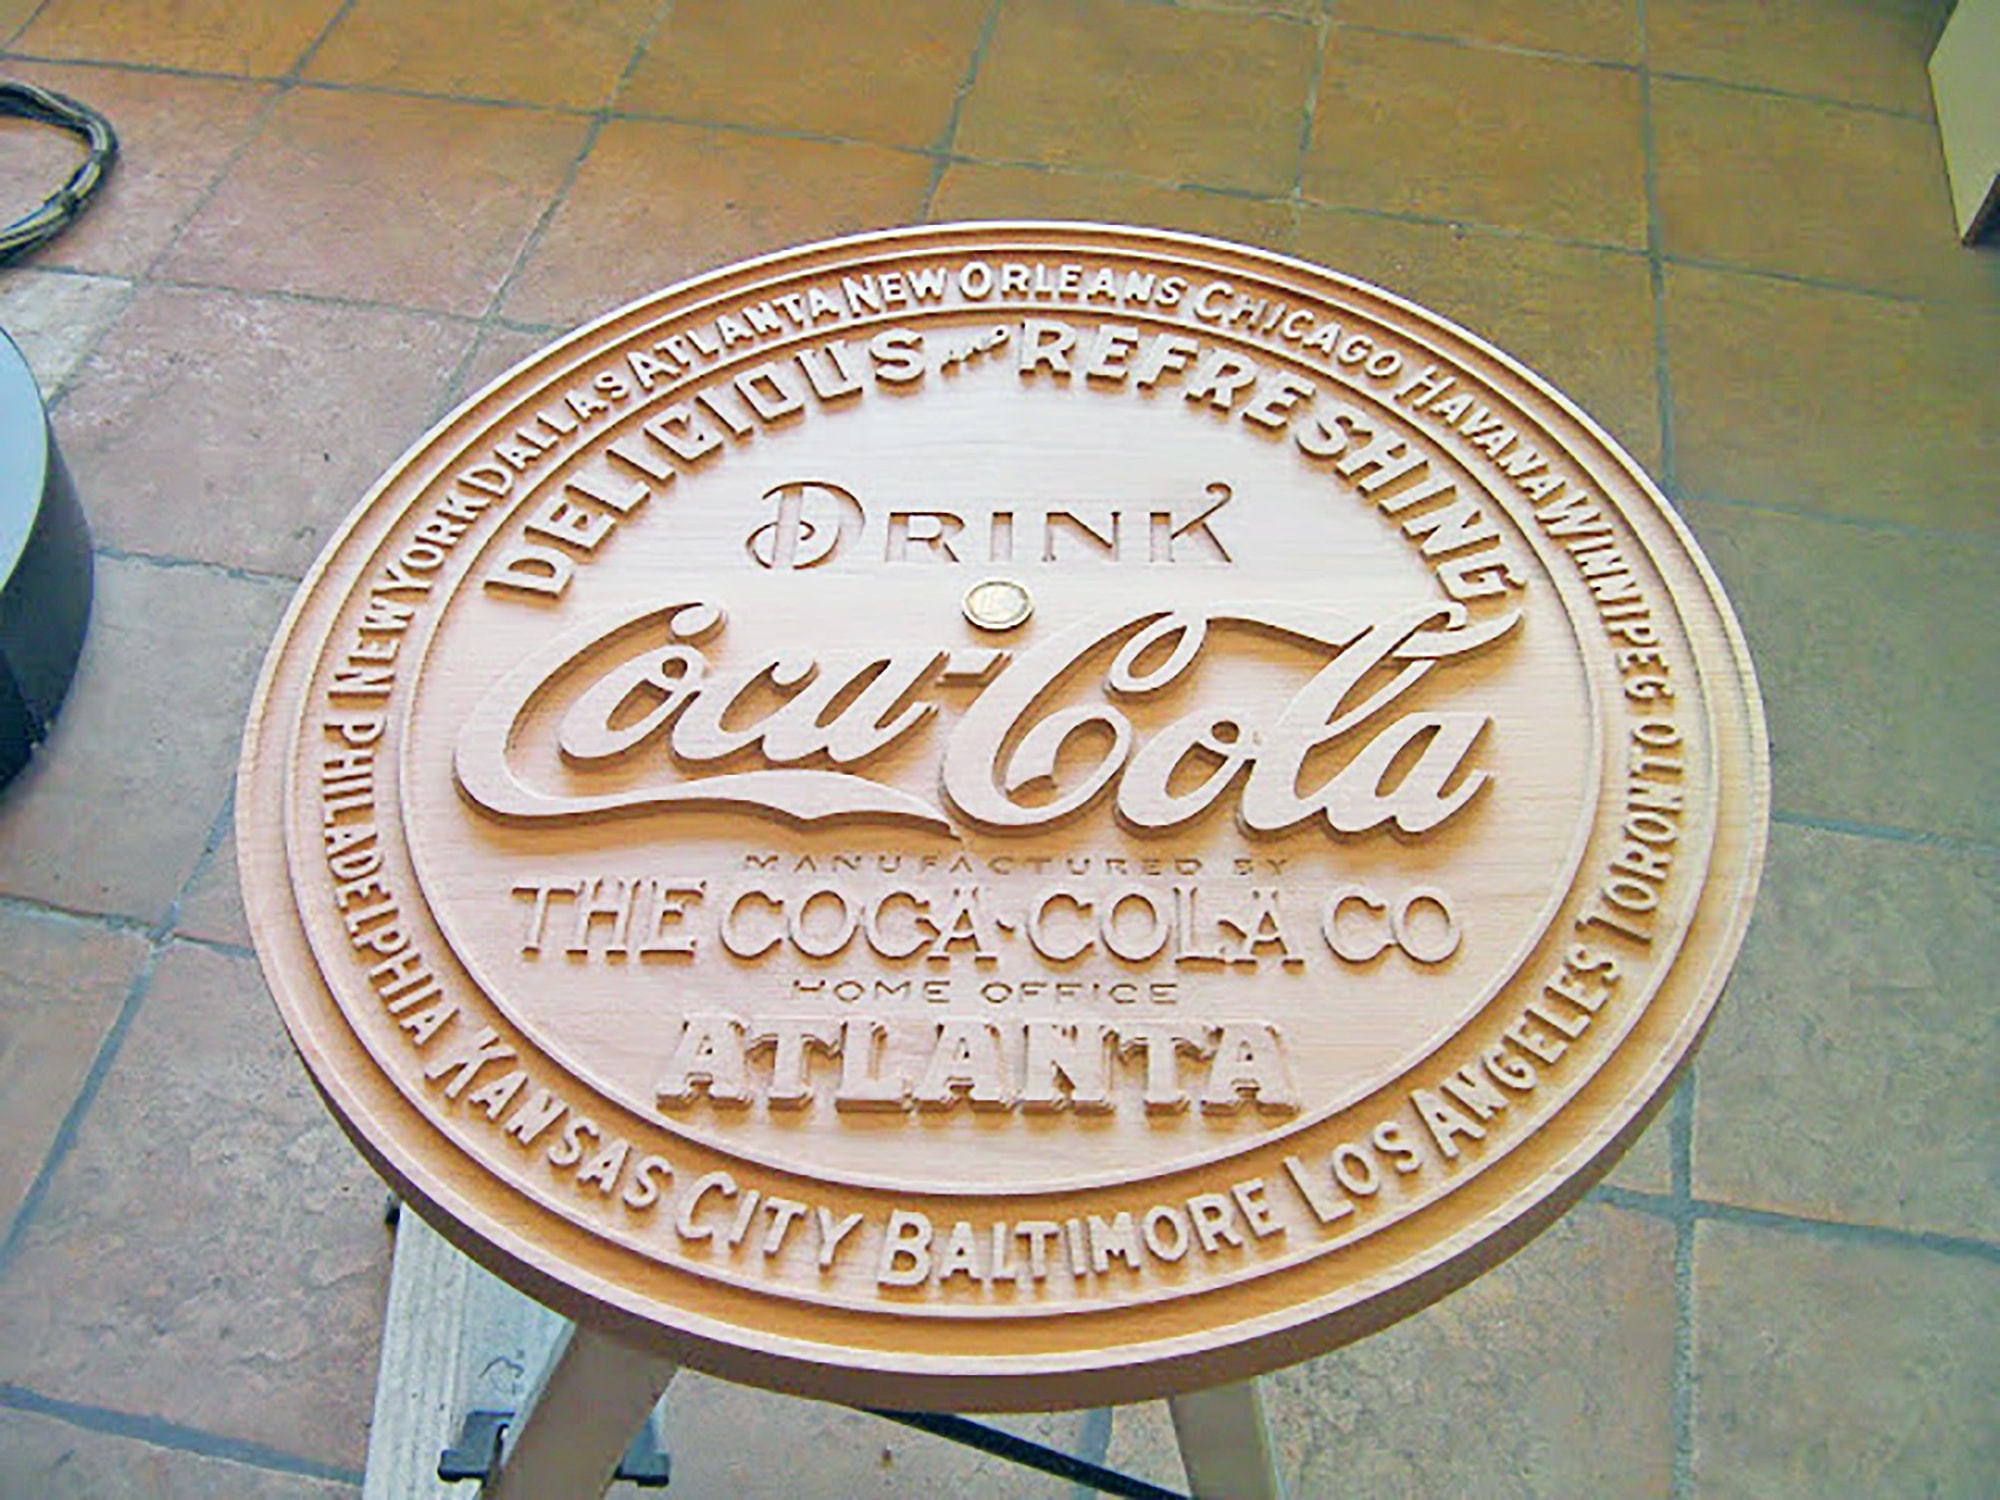 NEW YORK DALLAS ATLANTA NEW ORLEANS CHICAGO HAVANA WINNIPEG TORONTO LOS ANGELES BALTIMORE KANSAS CITY PHILADELPHIA
DELICIOUS and REFRESHING
DRINK
Coca-Cola
MANUFACTURED BY
THE COCA-COLA CO
HOME OFFICE
ATLANTA